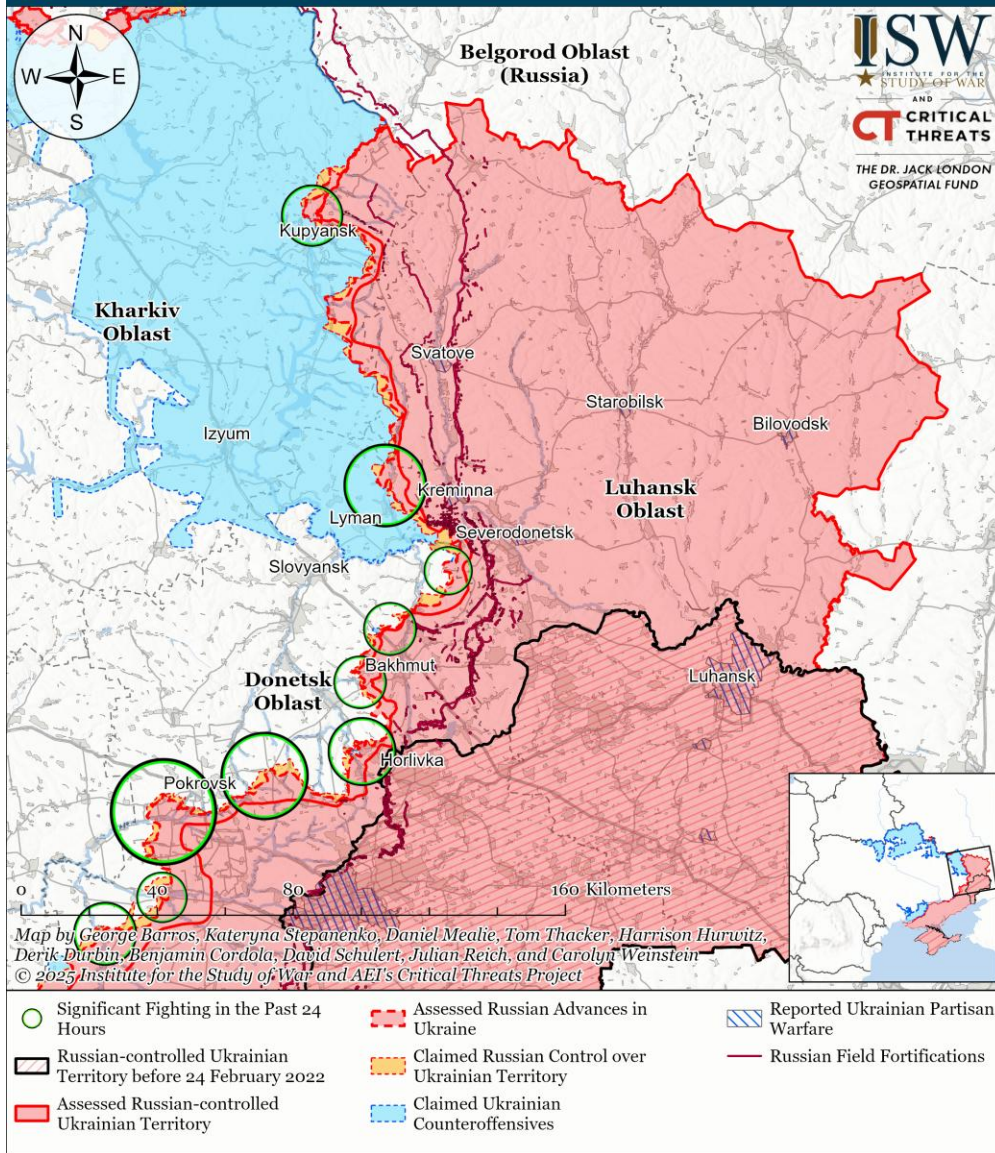 N
W
E
S
Belgorod Oblast
(Russia)
ISW
INSTITUTE FOR THE
STUDY OF WAR
AND
CT CRITICAL
THREATS
THE DR. JACK LONDON
GEOSPATIAL FUND
Kupyansk
Kharkiv
Oblast
Svatove
Starobilsk
Bilovodsk
Izyum
Kreminna
Luhansk
Oblast
Lyman
Severodonetsk
Slovyansk
Bakhmut
Luhansk
Donetsk
Oblast
Horlivka
Pokrovsk
0
40
80
160 Kilometers
Map by George Barros, Kateryna Stepanenko, Daniel Mealie, Tom Thacker, Harrison Hurwitz,
Derik Durbin, Benjamin Cordola, David Schulert, Julian Reich, and Carolyn Weinstein
© 2025 Institute for the Study of War and AEI's Critical Threats Project
Significant Fighting in the Past 24
Hours
Russian-controlled Ukrainian
Territory before 24 February 2022
Assessed Russian-controlled
Ukrainian Territory
Assessed Russian Advances in
Ukraine
Claimed Russian Control over
Ukrainian Territory
Claimed Ukrainian
Counteroffensives
Reported Ukrainian Partisan
Warfare
Russian Field Fortifications